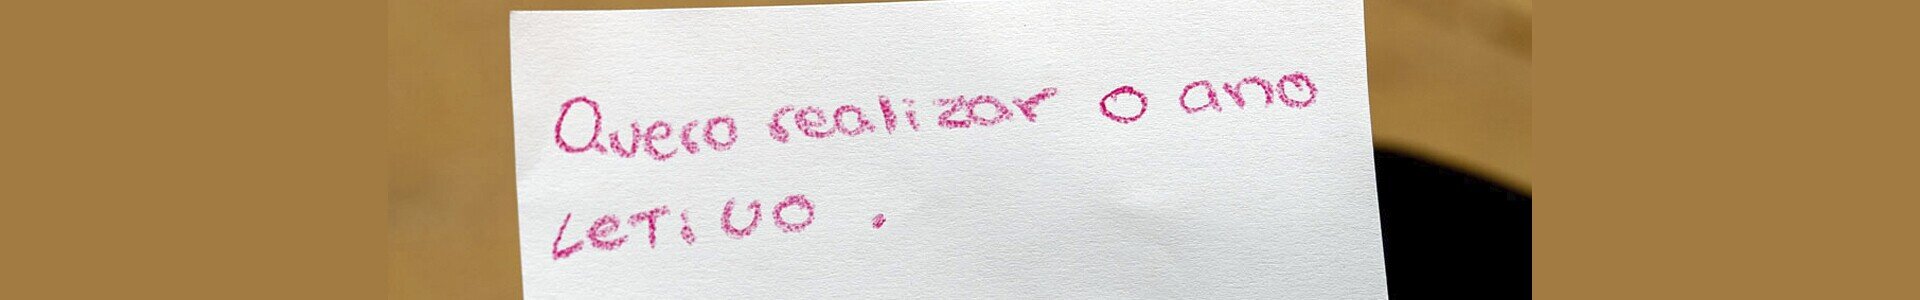 Quero realizar o ano
LeTiVO .